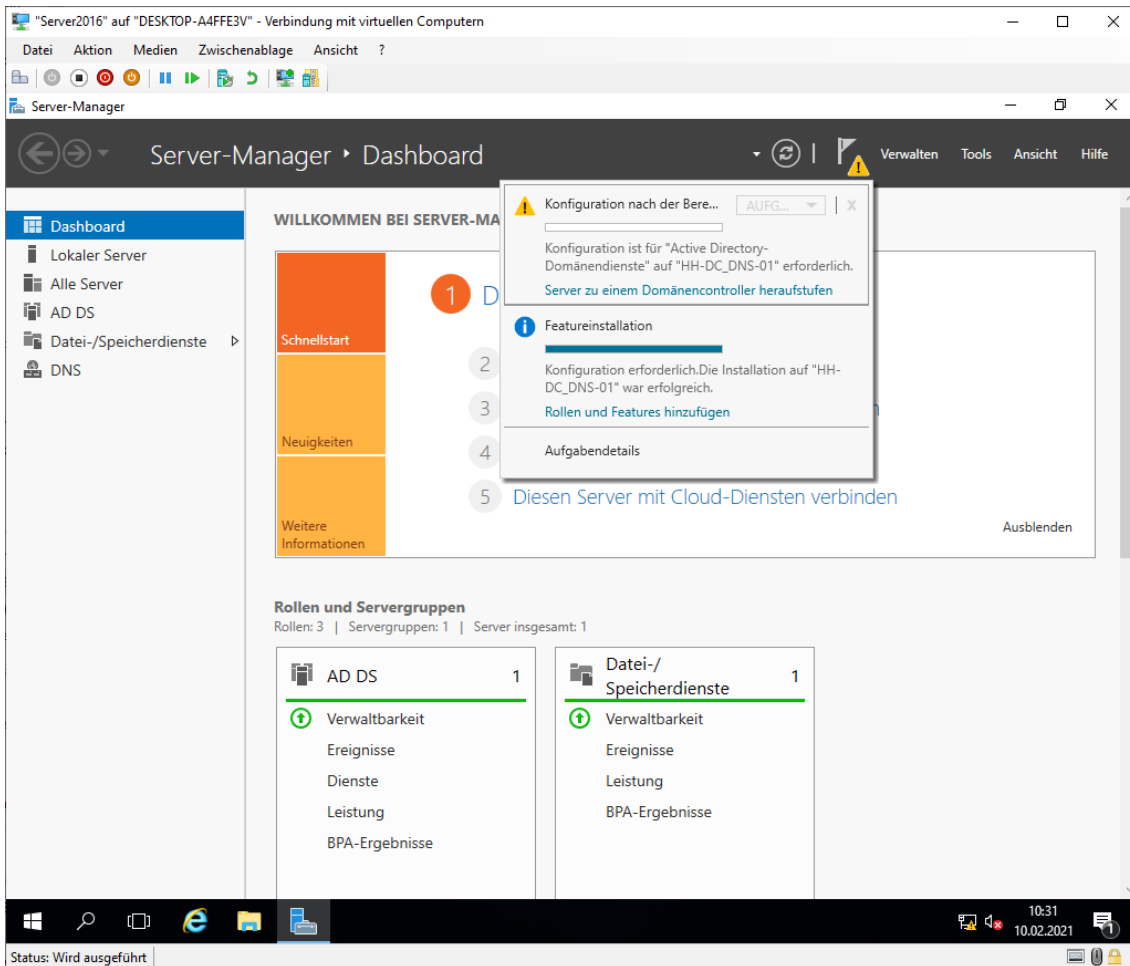 "Server2016" auf "DESKTOP-A4FFE3V" - Verbindung mit virtuellen Computern
Datei Aktion Medien Zwischenablage Ansicht ?
Server-Manager
Server-Manager Dashboard
Verwalten Tools Ansicht Hilfe
Dashboard
Lokaler Server
Alle Server
AD DS
Datei-/Speicherdienste
DNS
WILLKOMMEN BEI SERVER-MA
Schnellstart
Neuigkeiten
Weitere
Informationen
1 D
2
3
4
5 Diesen Server mit Cloud-Diensten verbinden
Ausblenden
Konfiguration nach der Bere... AUFG... X
Konfiguration ist für "Active Directory-
Domänendienste" auf "HH-DC_DNS-01" erforderlich.
Server zu einem Domänencontroller heraufstufen
Featureinstallation
Konfiguration erforderlich.Die Installation auf "HH-
DC_DNS-01" war erfolgreich.
Rollen und Features hinzufügen
Aufgabendetails
Rollen und Servergruppen
Rollen: 3 | Servergruppen: 1 | Server insgesamt: 1
AD DS 1
Verwaltbarkeit
Ereignisse
Dienste
Leistung
BPA-Ergebnisse
Datei-/
Speicherdienste 1
Verwaltbarkeit
Ereignisse
Leistung
BPA-Ergebnisse
10:31
10.02.2021
1
Status: Wird ausgeführt